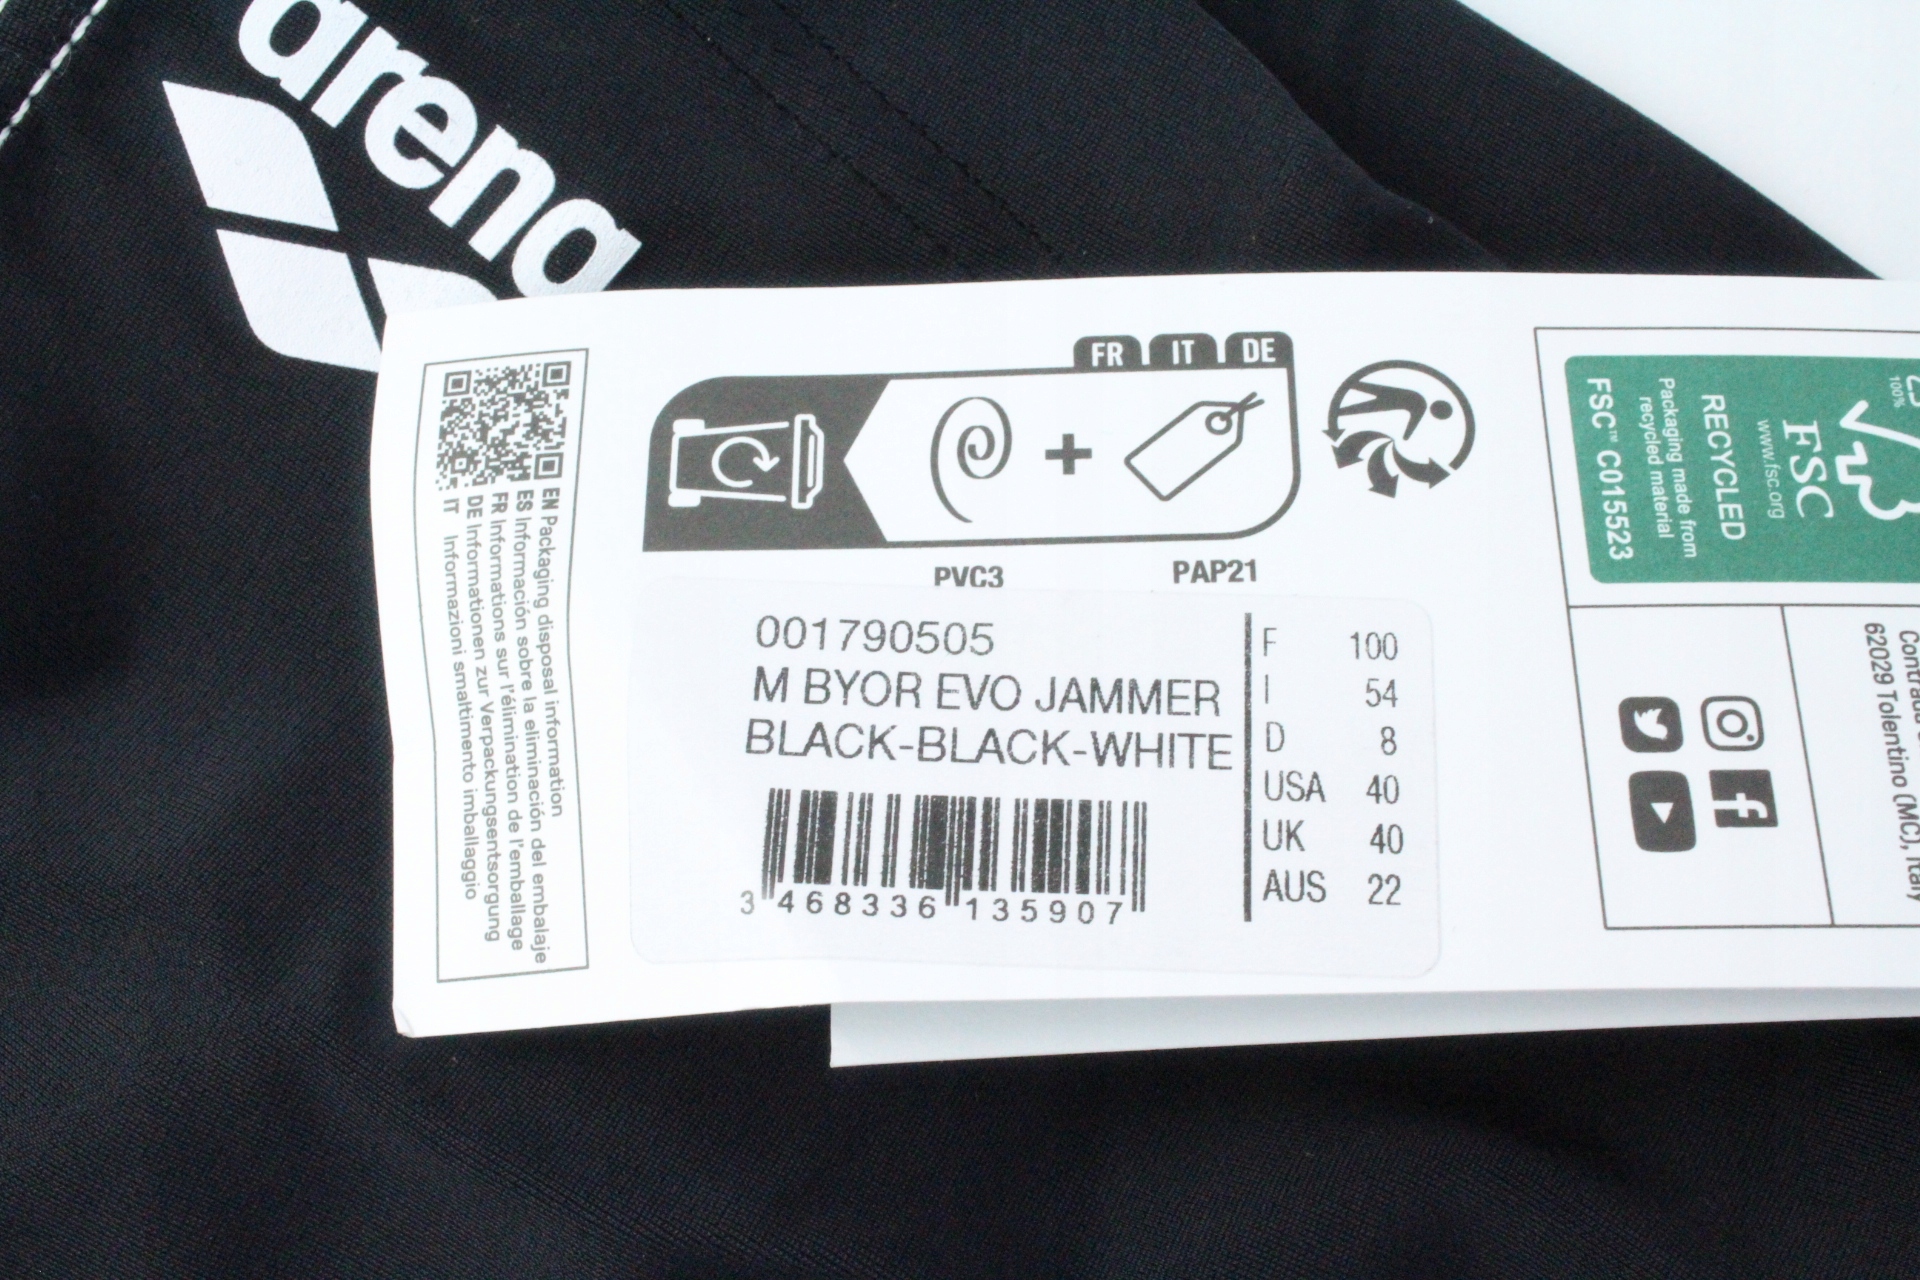 arena
EN Packaging disposal information
ES Información sobre la eliminación del embalaje
FR Informations sur l'élimination de l'emballage
DE Informationen zur Verpackungsentsorgung
IT Informazioni smaltimento imballaggio
FR IT DE
+
PVC3 PAP21
001790505
M BYOR EVO JAMMER
BLACK-BLACK-WHITE
3 468336 135907
F 100
I 54
D 8
USA 40
UK 40
AUS 22
100%
FSC
www.fsc.org
RECYCLED
Packaging made from
recycled material
FSC™ C015523
62029 Tolentino (MC), Italy